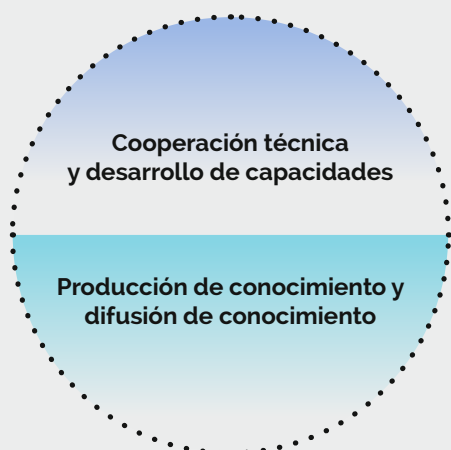 Cooperación técnica
y desarrollo de capacidades
Producción de conocimiento y
difusión de conocimiento